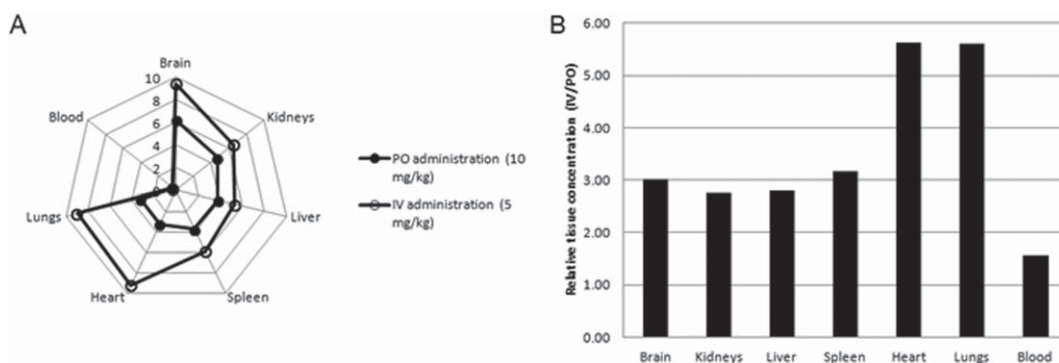 A
Brain
10
8
6
4
2
0
Blood
Kidneys
Lungs
Liver
Heart
Spleen
PO administration (10
mg/kg)
IV administration (5
mg/kg)
B
Relative tissue concentration (IV/PO)
6.00
5.00
4.00
3.00
2.00
1.00
0.00
Brain Kidneys Liver Spleen Heart Lungs Blood